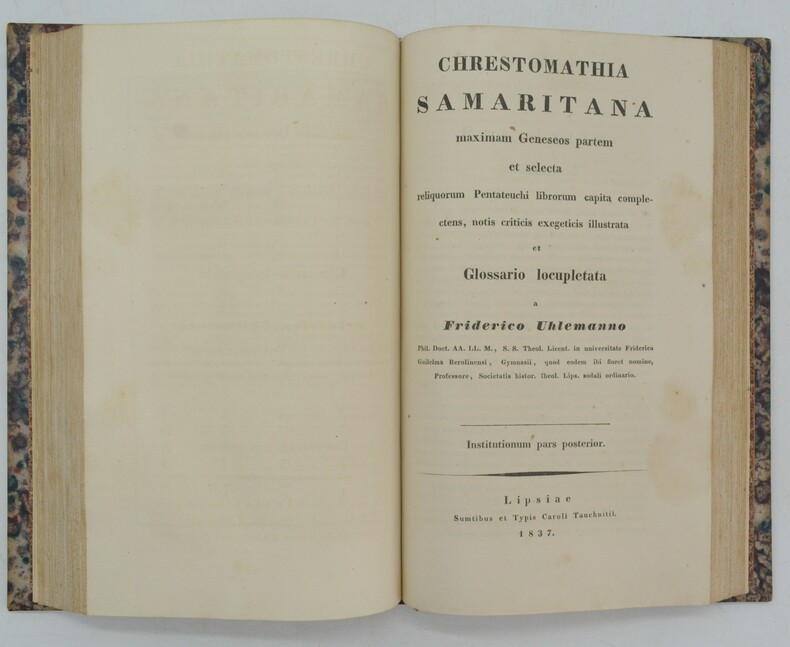 CHRESTOMATHIA
SAMARITANA
maximam Geneseos partem
et selecta
reliquorum Pentateuchi librorum capita comple-
ctens, notis criticis exegeticis illustrata
et
Glossario locupletata
a
Friderico Uhlemanno
Phil. Doct. AA. LL. M., S. S. Theol. Licent. in universitate Friderica
Guilelma Berolinensi, Gymnasii, quod eodem ibi floret nomine,
Professore, Societatis histor. theol. Lips. sodali ordinario.
Institutionum pars posterior.
Lipsiae
Sumtibus et Typis Caroli Tauchnitii.
1837.